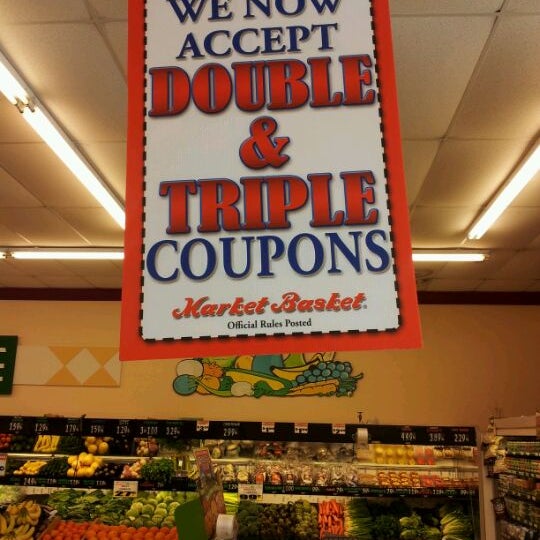 WE NOW
ACCEPT
DOUBLE
&
TRIPLE
COUPONS
Market Basket
Official Rules Posted